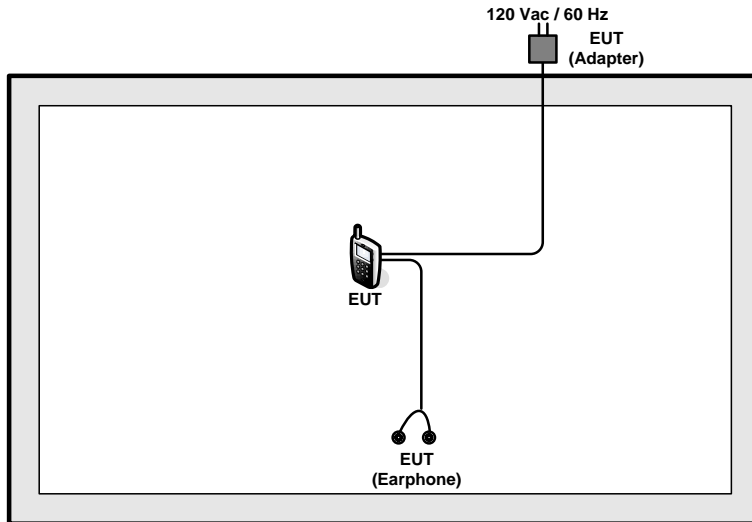 120 Vac / 60 Hz
EUT
(Adapter)
EUT
EUT
(Earphone)